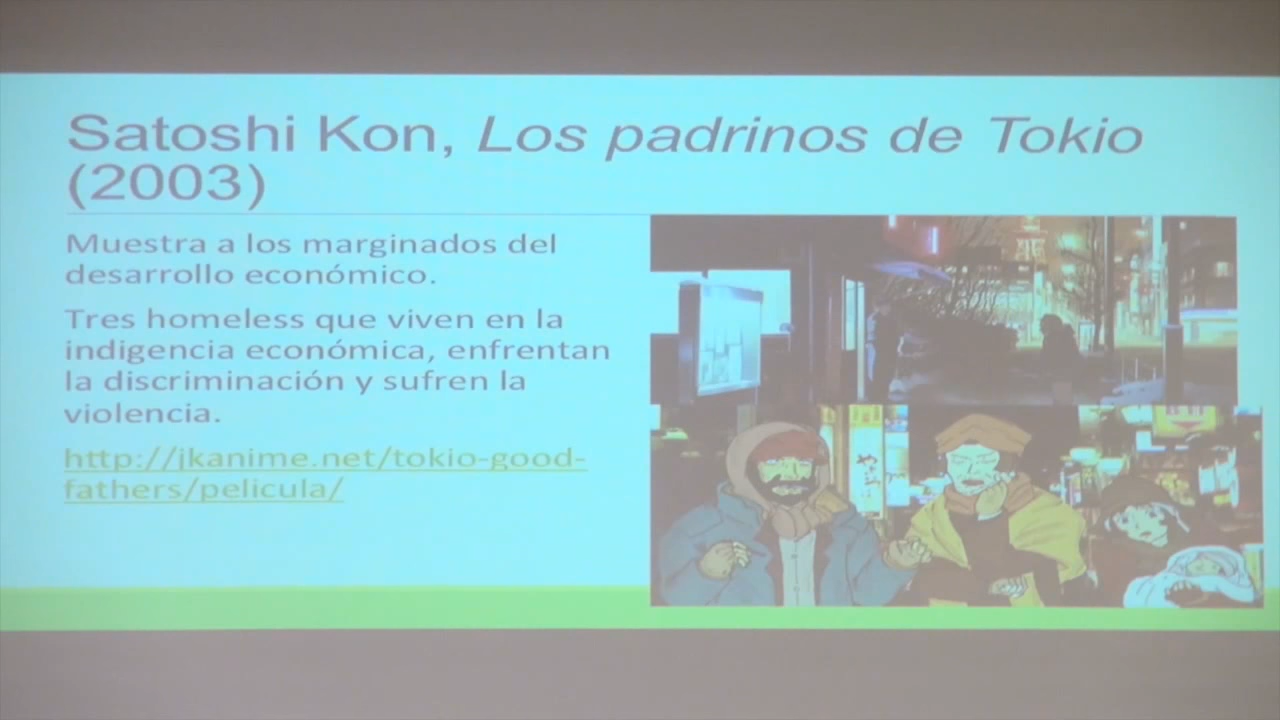 Satoshi Kon, Los padrinos de Tokio
(2003)
Muestra a los marginados del
desarrollo económico.
Tres homeless que viven en la
indigencia económica, enfrentan
la discriminación y sufren la
violencia.
http://jkanime.net/tokio-good-
fathers/pelicula/